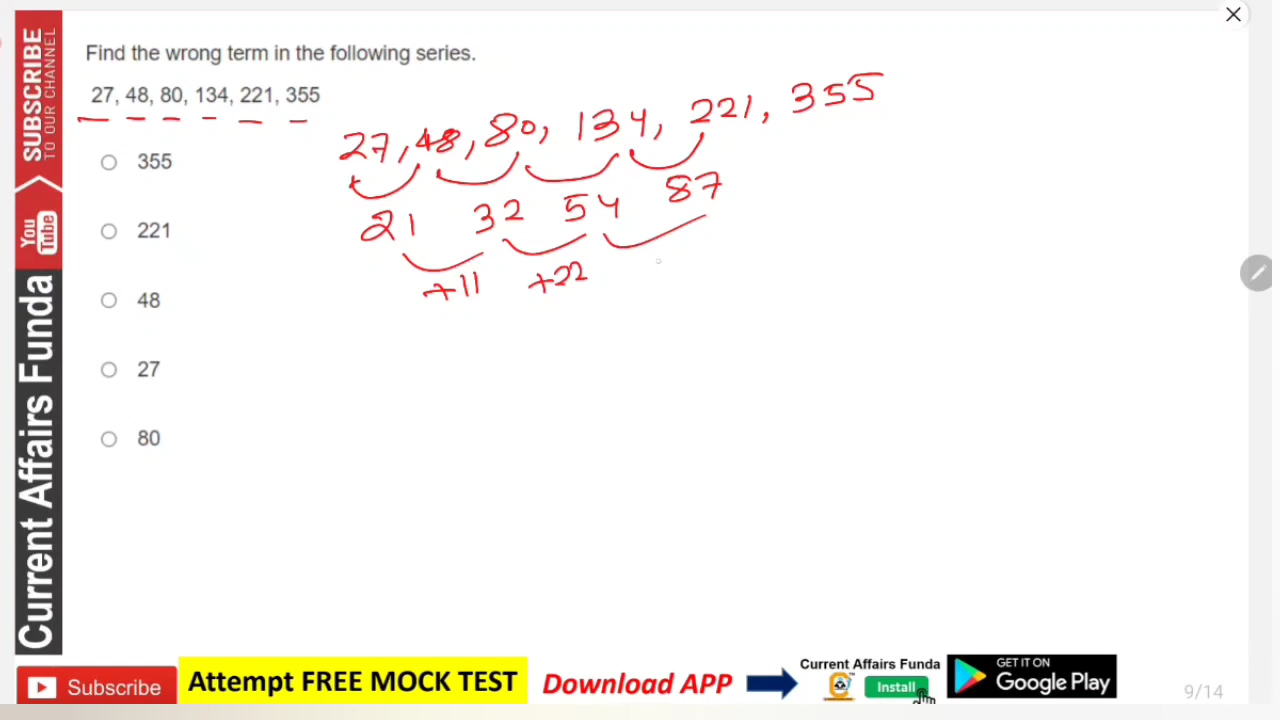 SUBSCRIBE
TO OUR CHANNEL
You
Tube
Current Affairs Funda
Find the wrong term in the following series.
27, 48, 80, 134, 221, 355
27, 48, 80, 134, 221, 355
21 32 54 87
+11 +22
355
221
48
27
80
Subscribe
Attempt FREE MOCK TEST
Download APP
Current Affairs Funda
Install
GET IT ON
Google Play
9/14